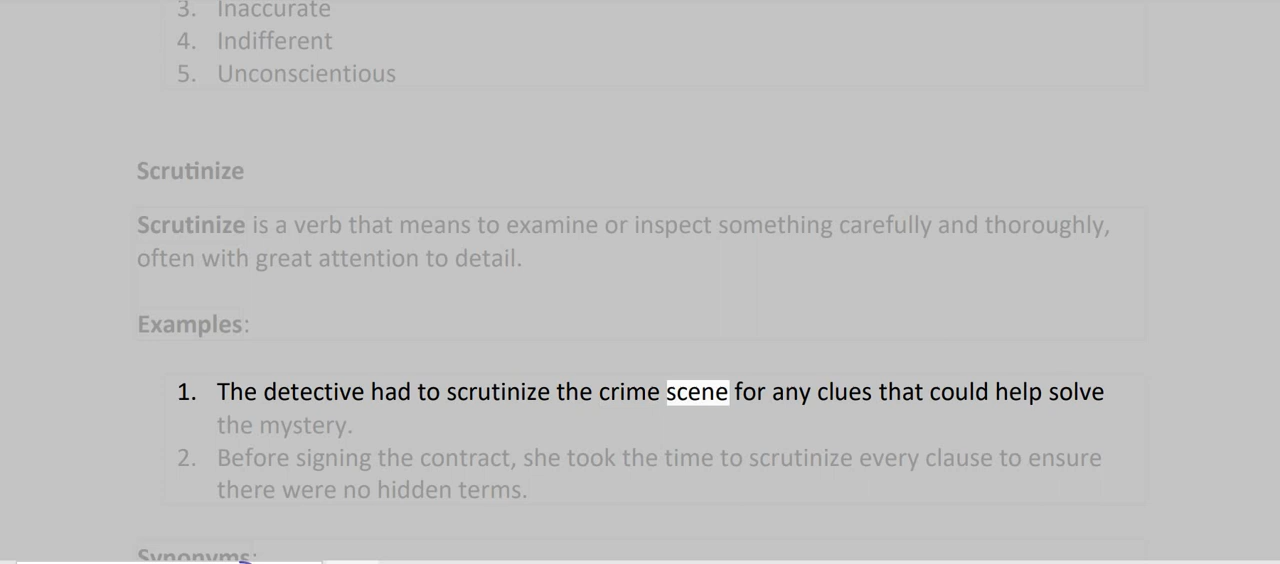 3. Inaccurate
4. Indifferent
5. Unconscientious
Scrutinize
Scrutinize is a verb that means to examine or inspect something carefully and thoroughly,
often with great attention to detail.
Examples:
1. The detective had to scrutinize the crime scene for any clues that could help solve
the mystery.
2. Before signing the contract, she took the time to scrutinize every clause to ensure
there were no hidden terms.
Synonyms: